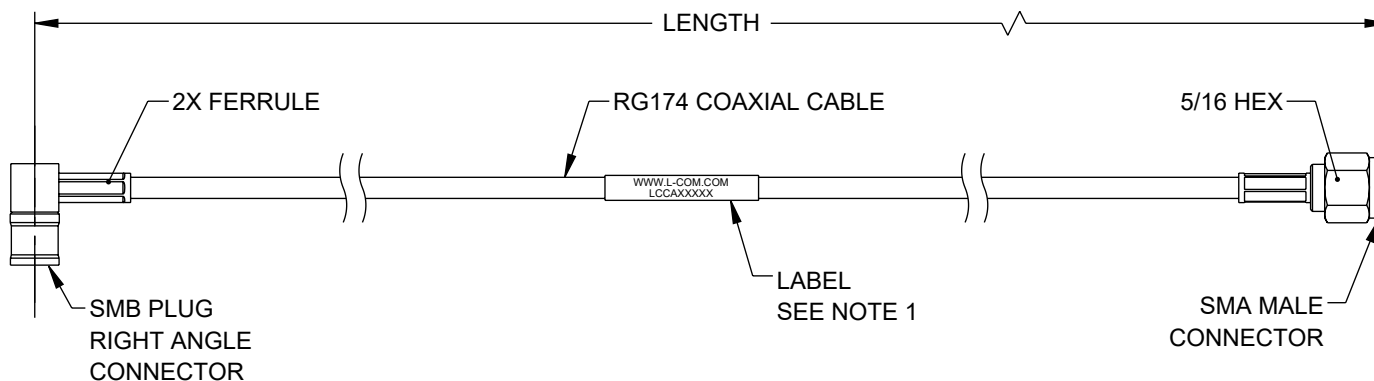 LENGTH
2X FERRULE
RG174 COAXIAL CABLE
5/16 HEX
WWW.L-COM.COM
LCCAXXXXX
SMB PLUG
RIGHT ANGLE
CONNECTOR
LABEL
SEE NOTE 1
SMA MALE
CONNECTOR